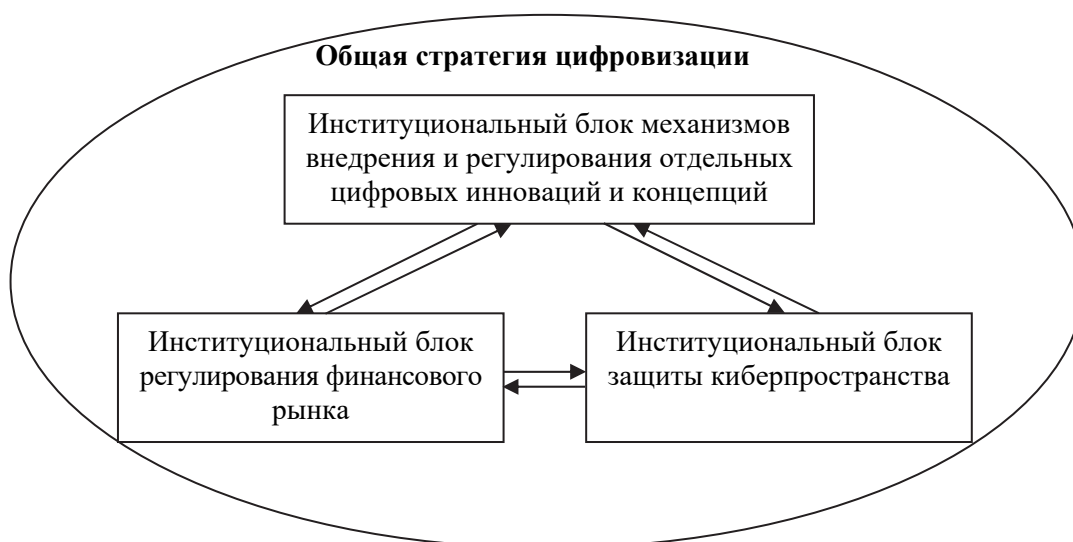 Общая стратегия цифровизации
Институциональный блок механизмов
внедрения и регулирования отдельных
цифровых инноваций и концепций
Институциональный блок
регулирования финансового
рынка
Институциональный блок
защиты киберпространства